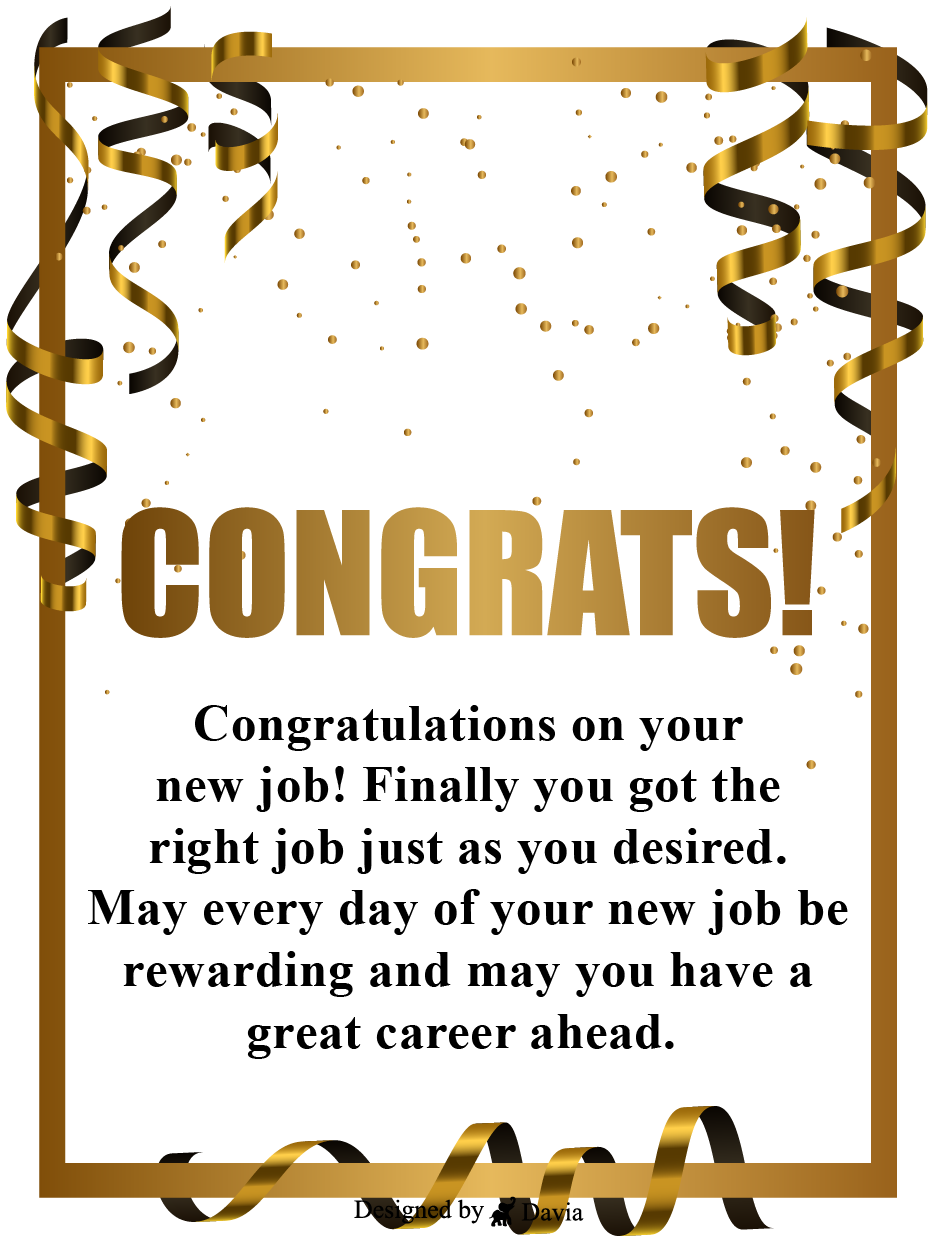 CONGRATS!
Congratulations on your
new job! Finally you got the
right job just as you desired.
May every day of your new job be
rewarding and may you have a
great career ahead.
Designed by Davia